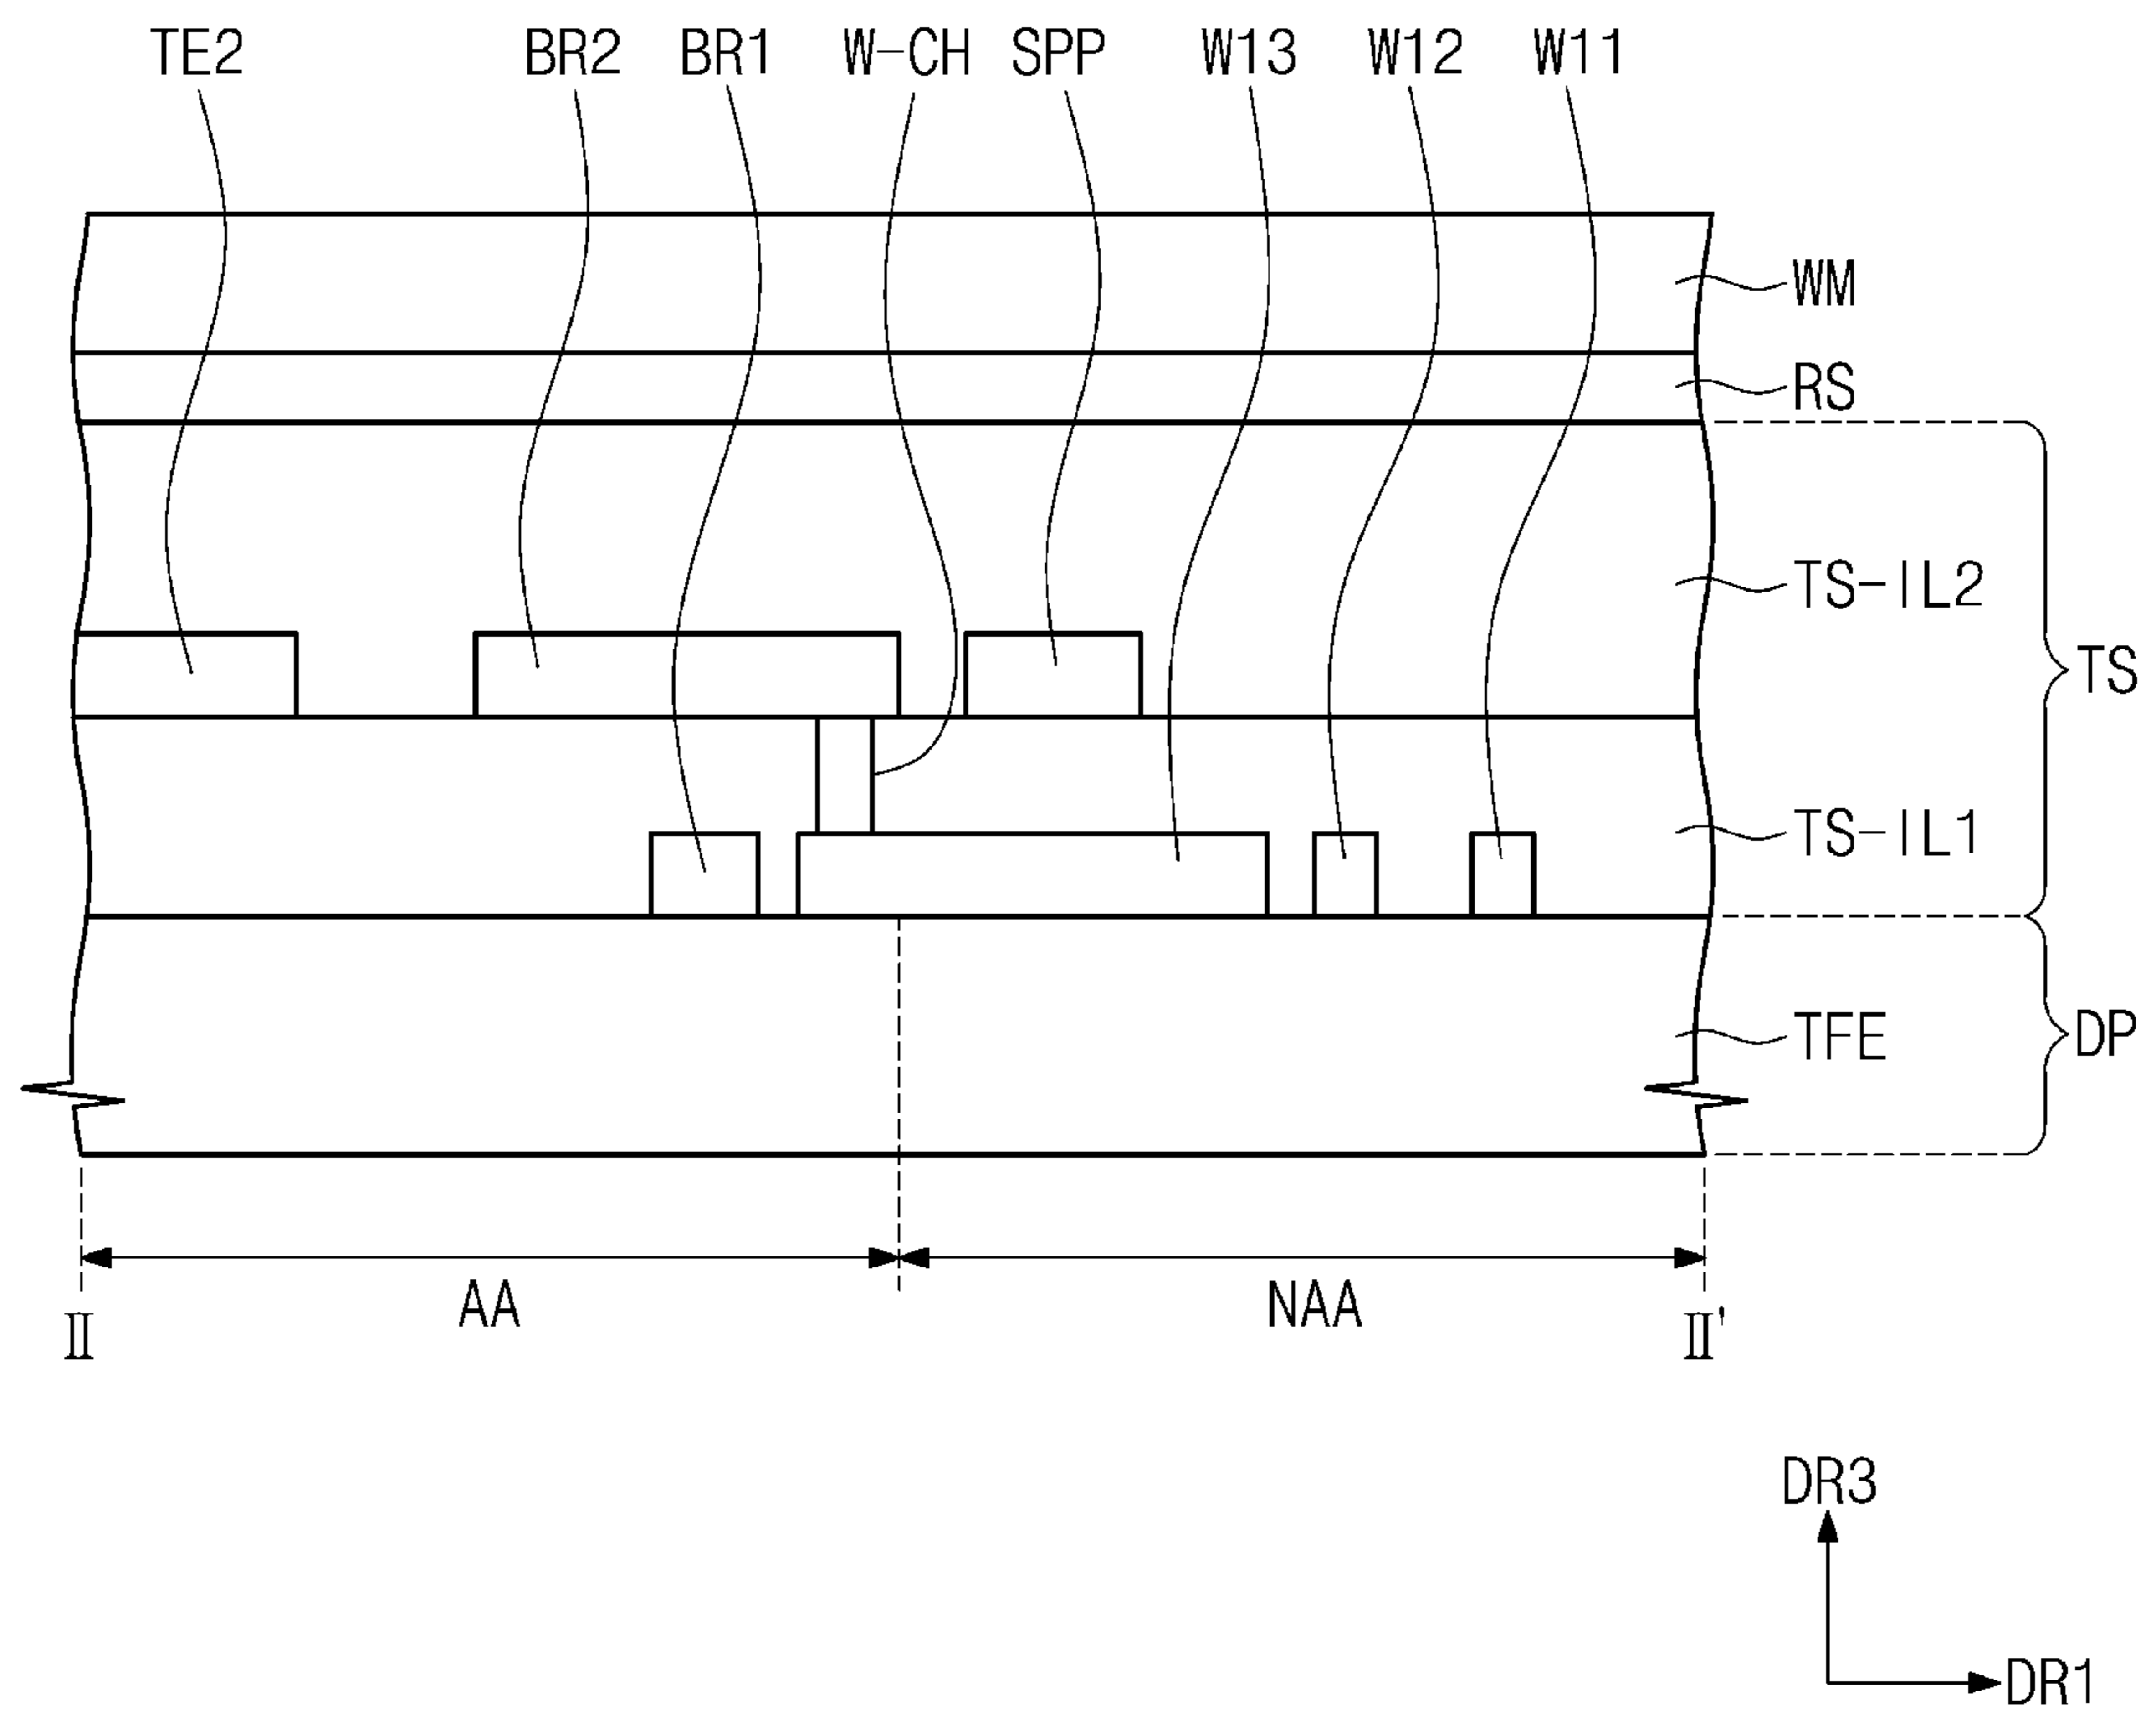 TE2 BR2 BR1 W-CH SPP W13 W12 W11
WM
RS
TS-IL2
TS
TS-IL1
TFE
DP
AA NAA
II II'
DR3
DR1